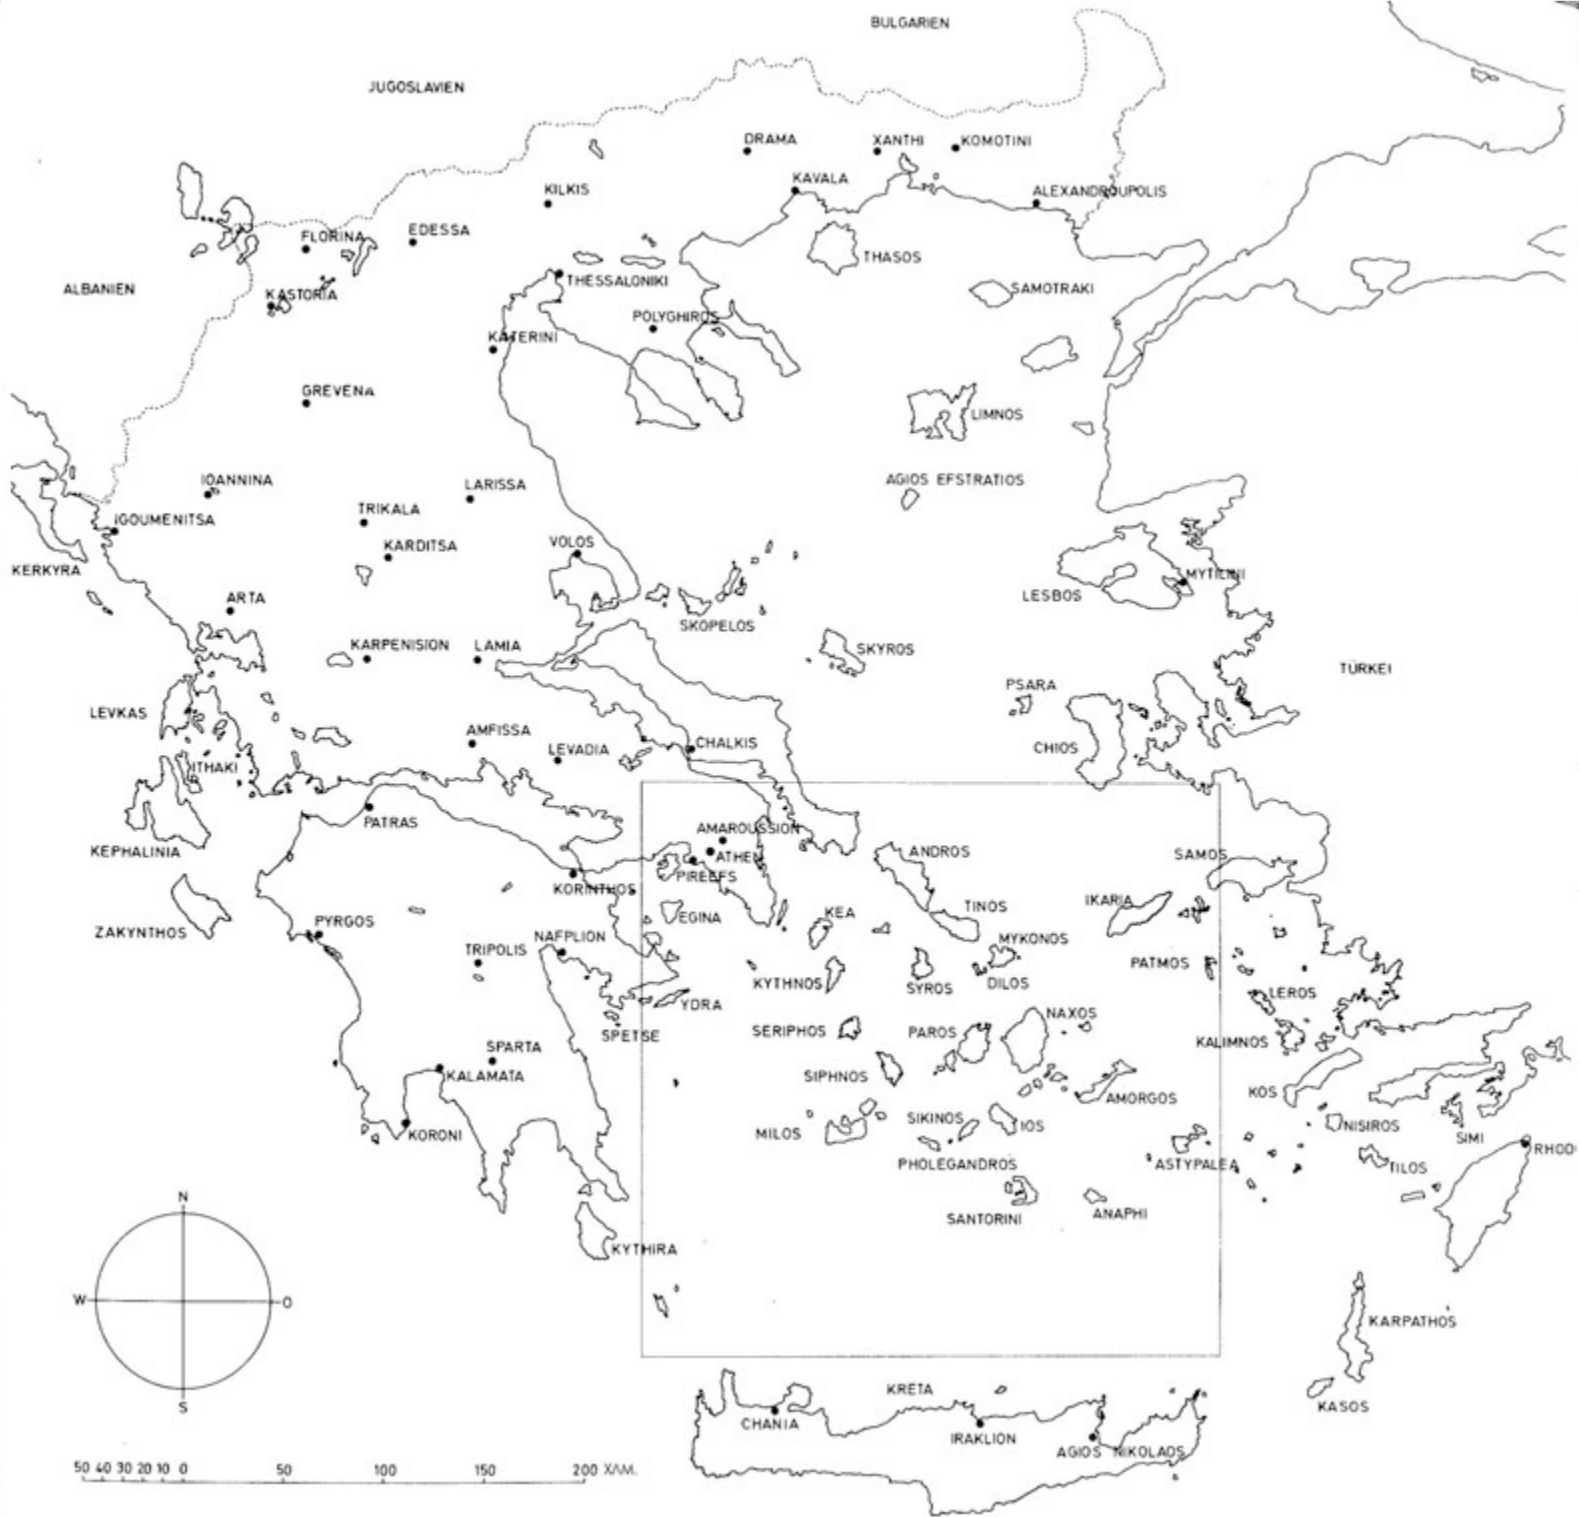 BULGARIEN
JUGOSLAVIEN
DRAMA
XANTHI
KOMOTINI
KAVALA
KILKIS
ALEXANDROUPOLIS
FLORINA
EDESSA
THASOS
THESSALONIKI
ALBANIEN
KASTORIA
SAMOTRAKI
POLYGHIROS
KATERINI
GREVENA
LIMNOS
IOANNINA
LARISSA
AGIOS EFSTRATIOS
TRIKALA
IGOUMENITSA
KARDITSA
VOLOS
KERKYRA
MYTILINI
LESBOS
ARTA
SKOPELOS
KARPENISION
LAMIA
SKYROS
TÜRKEI
PSARA
LEVKAS
AMFISSA
LEVADIA
CHALKIS
CHIOS
ITHAKI
PATRAS
AMAROUSSION
KEPHALINIA
ATHEN
ANDROS
SAMOS
PIREEFS
KORINTHOS
IKARIA
EGINA
KEA
TINOS
ZAKYNTHOS
PYRGOS
NAFPLION
MYKONOS
TRIPOLIS
PATMOS
KYTHNOS
SYROS
DILOS
LEROS
YDRA
NAXOS
SPETSE
SERIPHOS
PAROS
KALIMNOS
SPARTA
KALAMATA
SIPHNOS
KOS
AMORGOS
SIKINOS
IOS
NISIROS
KORONI
MILOS
SIMI
RHOD
PHOLEGANDROS
ASTYPALEA
TILOS
N
SANTORINI
ANAPHI
KYTHIRA
W
O
KARPATHOS
S
KRETA
KASOS
CHANIA
IRAKLION
AGIOS NIKOLAOS
50 40 30 20 10 0 50 100 150 200 ΧΛΜ.